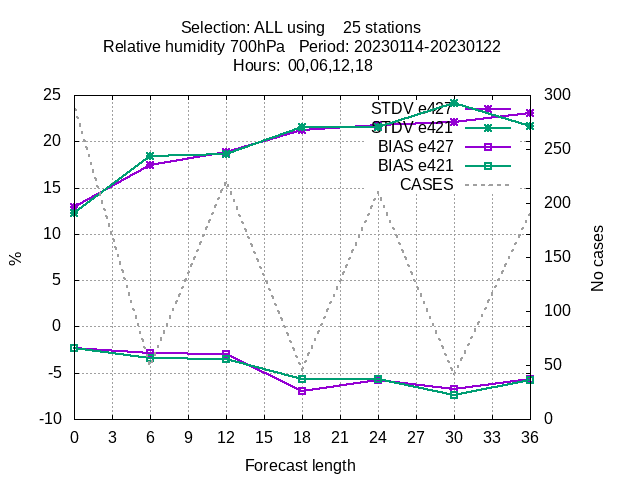 Selection: ALL using    25 stations
Relative humidity 700hPa   Period: 20230114-20230122
Hours:  00,06,12,18
25
20
15
10
5
0
-5
-10
%
300
250
200
150
100
50
0
No cases
STDV e427
STDV e421
BIAS e427
BIAS e421
CASES
0 3 6 9 12 15 18 21 24 27 30 33 36
Forecast length